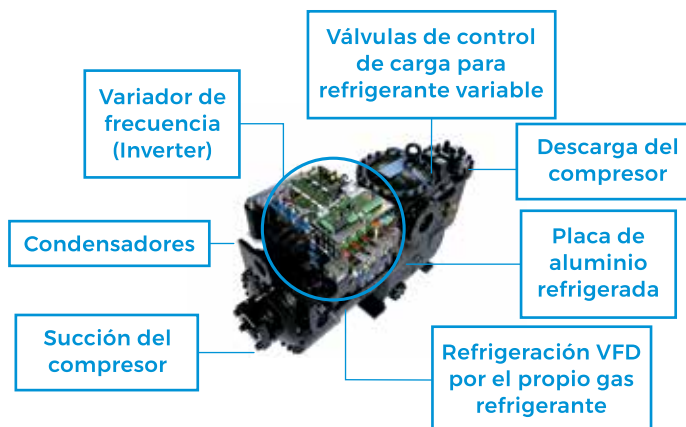 Válvulas de control
de carga para
refrigerante variable
Variador de
frecuencia
(Inverter)
Descarga del
compresor
Condensadores
Placa de
aluminio
refrigerada
Succión del
compresor
Refrigeración VFD
por el propio gas
refrigerante